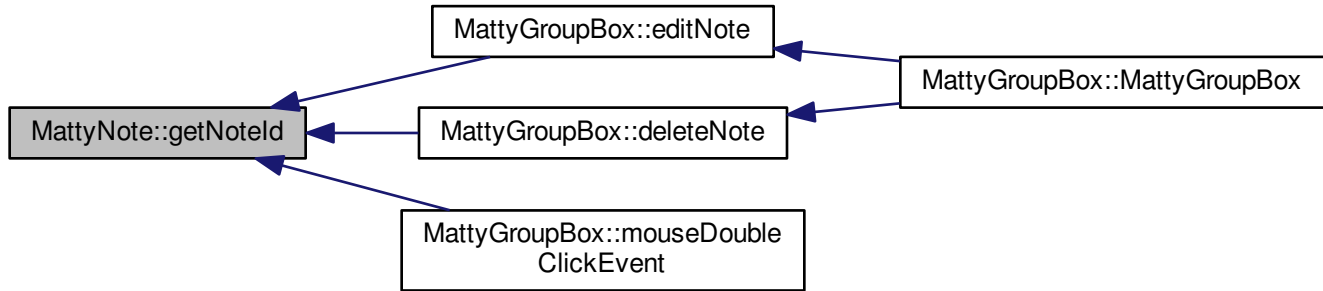 MattyGroupBox::editNote
MattyGroupBox::MattyGroupBox
MattyNote::getNoteId
MattyGroupBox::deleteNote
MattyGroupBox::mouseDouble
ClickEvent